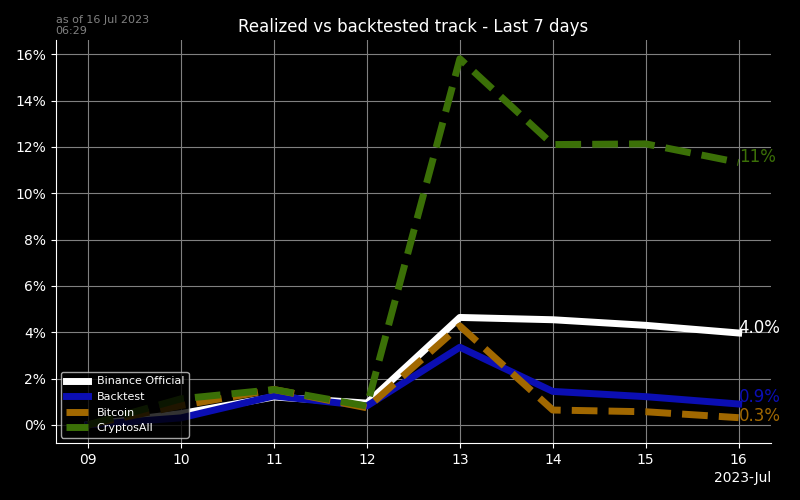 as of 16 Jul 2023
06:29
Realized vs backtested track - Last 7 days
16%
14%
12%
10%
8%
6%
4%
2%
0%
11%
4.0%
0.9%
0.3%
Binance Official
Backtest
Bitcoin
CryptosAll
09 10 11 12 13 14 15 16
2023-Jul